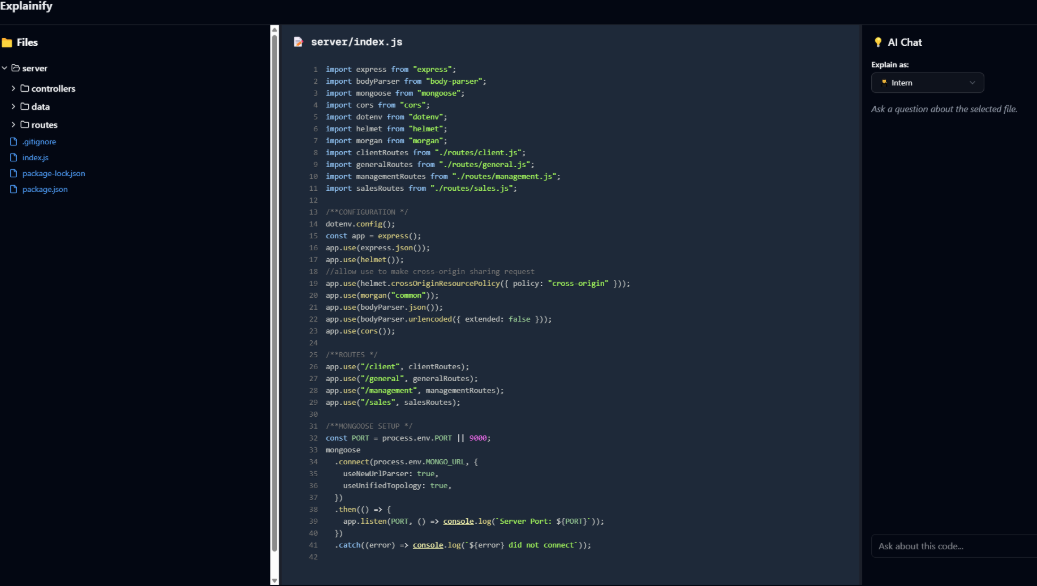 Explainify
Files
server
controllers
data
routes
.gitignore
index.js
package-lock.json
package.json
server/index.js
1 import express from "express";
2 import bodyParser from "body-parser";
3 import mongoose from "mongoose";
4 import cors from "cors";
5 import dotenv from "dotenv";
6 import helmet from "helmet";
7 import morgan from "morgan";
8 import clientRoutes from "./routes/client.js";
9 import generalRoutes from "./routes/general.js";
10 import managementRoutes from "./routes/management.js";
11 import salesRoutes from "./routes/sales.js";
12
13 /**CONFIGURATION */
14 dotenv.config();
15 const app = express();
16 app.use(express.json());
17 app.use(helmet());
18 //allow use to make cross-origin sharing request
19 app.use(helmet.crossOriginResourcePolicy({ policy: "cross-origin" }));
20 app.use(morgan("common"));
21 app.use(bodyParser.json());
22 app.use(bodyParser.urlencoded({ extended: false }));
23 app.use(cors());
24
25 /**ROUTES */
26 app.use("/client", clientRoutes);
27 app.use("/general", generalRoutes);
28 app.use("/management", managementRoutes);
29 app.use("/sales", salesRoutes);
30
31 /**MONGOOSE SETUP */
32 const PORT = process.env.PORT || 9000;
33 mongoose
34 .connect(process.env.MONGO_URL, {
35 useNewUrlParser: true,
36 useUnifiedTopology: true,
37 })
38 .then(() => {
39 app.listen(PORT, () => console.log(`Server Port: ${PORT}`));
40 })
41 .catch((error) => console.log(`${error} did not connect`));
42
AI Chat
Explain as:
Intern
Ask a question about the selected file.
Ask about this code...